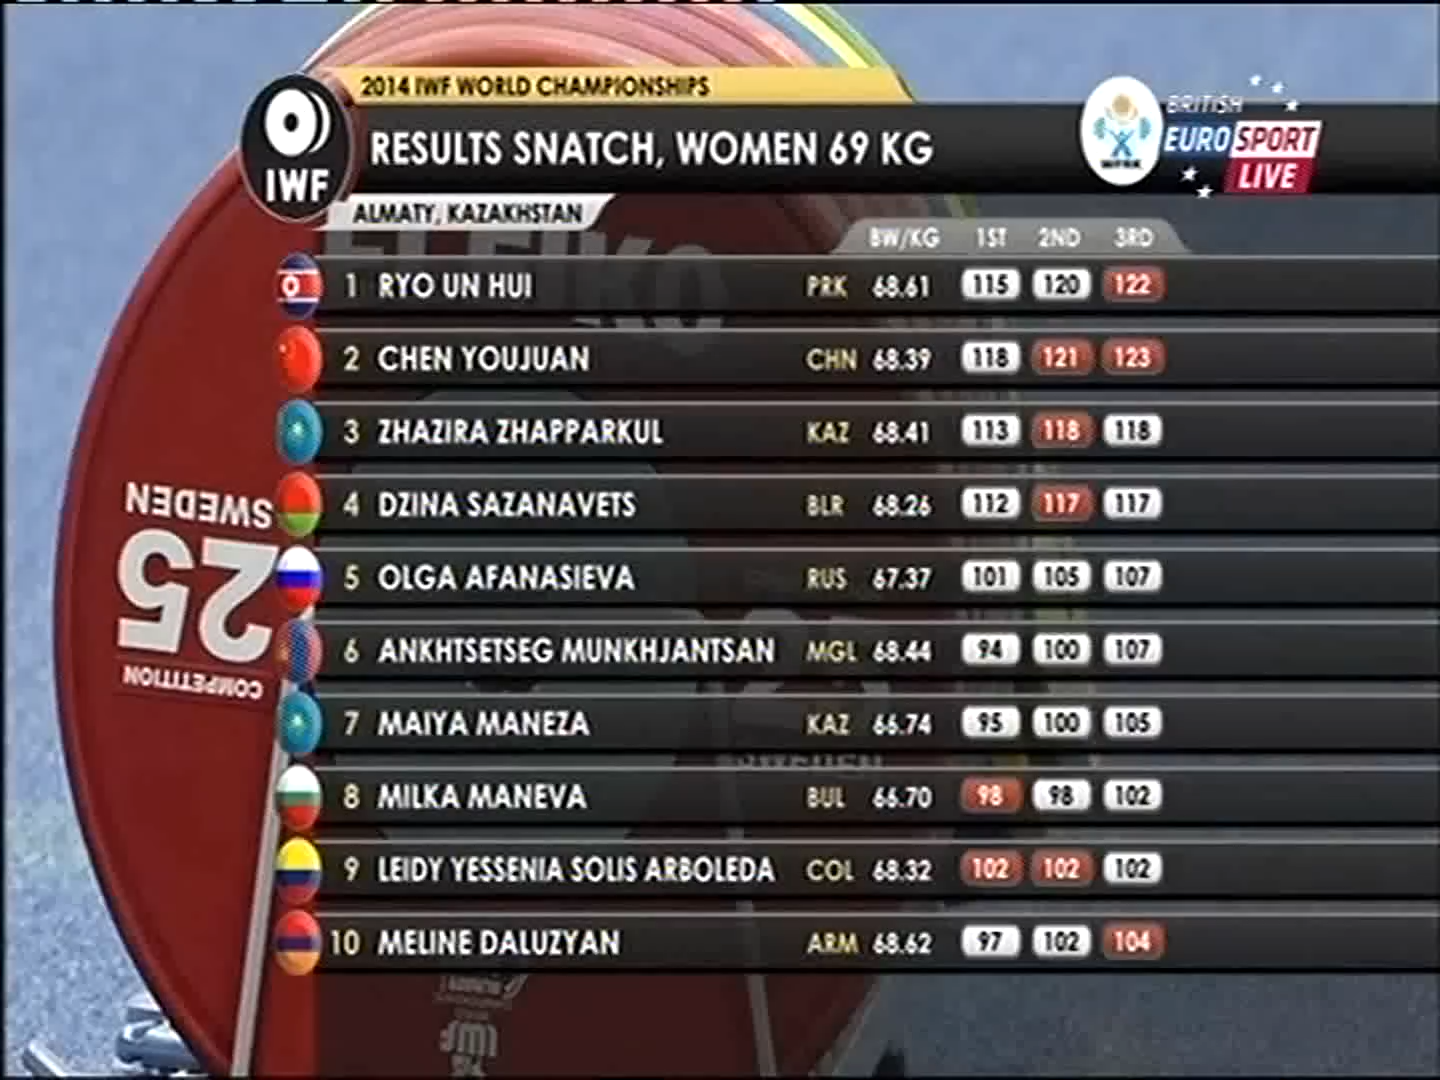 2014 IWF WORLD CHAMPIONSHIPS
RESULTS SNATCH, WOMEN 69 KG
IWF
BRITISH
EUROSPORT
LIVE
ALMATY, KAZAKHSTAN
BW/KG 1ST 2ND 3RD
1 RYO UN HUI PRK 68.61 115 120 122
2 CHEN YOUJUAN CHN 68.39 118 121 123
3 ZHAZIRA ZHAPPARKUL KAZ 68.41 113 118 118
4 DZINA SAZANAVETS BLR 68.26 112 117 117
5 OLGA AFANASIEVA RUS 67.37 101 105 107
6 ANKHTSETSEG MUNKHJANTSAN MGL 68.44 94 100 107
7 MAIYA MANEZA KAZ 66.74 95 100 105
8 MILKA MANEVA BUL 66.70 98 98 102
9 LEIDY YESSENIA SOLIS ARBOLEDA COL 68.32 102 102 102
10 MELINE DALUZYAN ARM 68.62 97 102 104
ELEIKO
SWEDEN
25
COMPETITION
SWEDEN
IWF